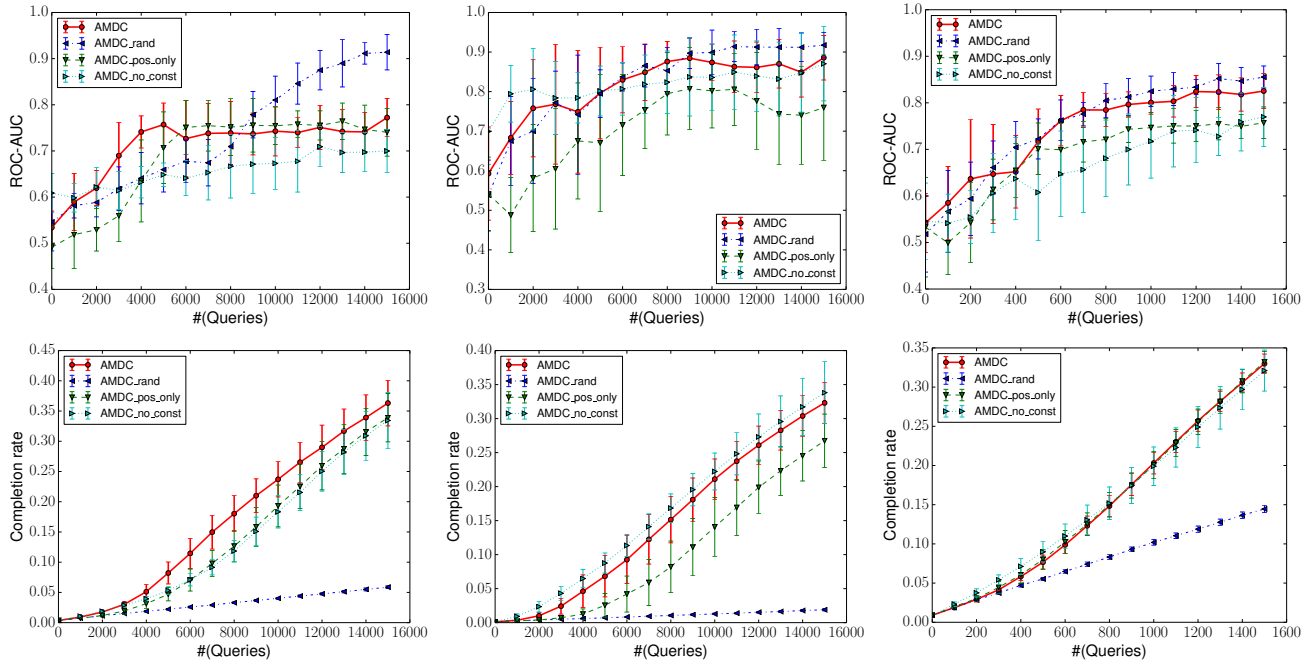 1.0
0.9
0.8
0.7
0.6
0.5
0.4
ROC-AUC
AMDC
AMDC_rand
AMDC_pos_only
AMDC_no_const
0 2000 4000 6000 8000 10000 12000 14000 16000
#(Queries)
1.0
0.9
0.8
0.7
0.6
0.5
0.4
0.3
ROC-AUC
AMDC
AMDC_rand
AMDC_pos_only
AMDC_no_const
0 2000 4000 6000 8000 10000 12000 14000 16000
#(Queries)
1.0
0.9
0.8
0.7
0.6
0.5
0.4
ROC-AUC
AMDC
AMDC_rand
AMDC_pos_only
AMDC_no_const
0 200 400 600 800 1000 1200 1400 1600
#(Queries)
0.45
0.40
0.35
0.30
0.25
0.20
0.15
0.10
0.05
0.00
Completion rate
AMDC
AMDC_rand
AMDC_pos_only
AMDC_no_const
0 2000 4000 6000 8000 10000 12000 14000 16000
#(Queries)
0.40
0.35
0.30
0.25
0.20
0.15
0.10
0.05
0.00
Completion rate
AMDC
AMDC_rand
AMDC_pos_only
AMDC_no_const
0 2000 4000 6000 8000 10000 12000 14000 16000
#(Queries)
0.35
0.30
0.25
0.20
0.15
0.10
0.05
0.00
Completion rate
AMDC
AMDC_rand
AMDC_pos_only
AMDC_no_const
0 200 400 600 800 1000 1200 1400 1600
#(Queries)